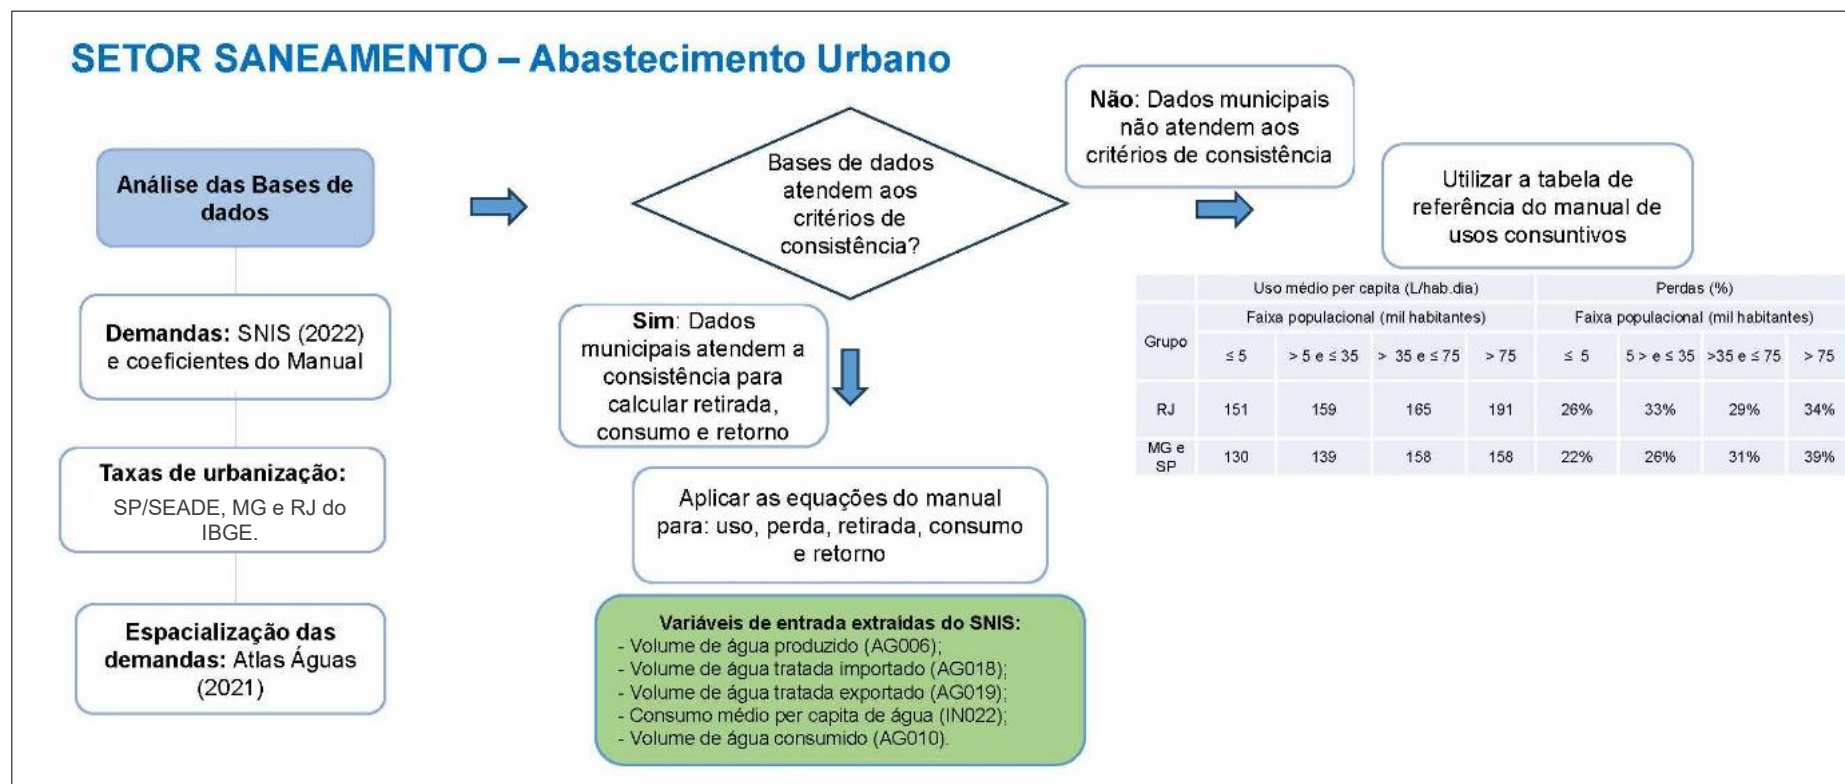 SETOR SANEAMENTO – Abastecimento Urbano
Análise das Bases de
dados
Demandas: SNIS (2022)
e coeficientes do Manual
Taxas de urbanização:
SP/SEADE, MG e RJ do
IBGE.
Espacialização das
demandas: Atlas Águas
(2021)
Bases de dados
atendem aos
critérios de
consistência?
Sim: Dados
municipais atendem a
consistência para
calcular retirada,
consumo e retorno
Aplicar as equações do manual
para: uso, perda, retirada, consumo
e retorno
Variáveis de entrada extraídas do SNIS:
- Volume de água produzido (AG006);
- Volume de água tratada importado (AG018);
- Volume de água tratada exportado (AG019);
- Consumo médio per capita de água (IN022);
- Volume de água consumido (AG010).
Não: Dados municipais
não atendem aos
critérios de consistência
Utilizar a tabela de
referência do manual de
usos consuntivos
Uso médio per capita (L/hab.dia) Perdas (%)
Faixa populacional (mil habitantes) Faixa populacional (mil habitantes)
Grupo
≤ 5 > 5 e ≤ 35 > 35 e ≤ 75 > 75 ≤ 5 5 > e ≤ 35 >35 e ≤ 75 > 75
RJ 151 159 165 191 26% 33% 29% 34%
MG e
SP 130 139 158 158 22% 26% 31% 39%